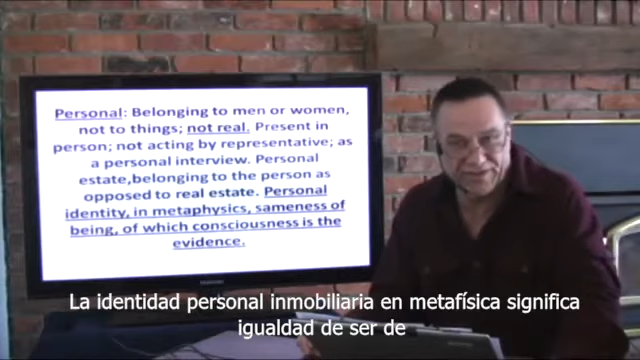 Personal: Belonging to men or women,
not to things; not real. Present in
person; not acting by representative; as
a personal interview. Personal
estate,belonging to the person as
opposed to real estate. Personal
identity, in metaphysics, sameness of
being, of which consciousness is the
evidence.
La identidad personal inmobiliaria en metafísica significa
igualdad de ser de